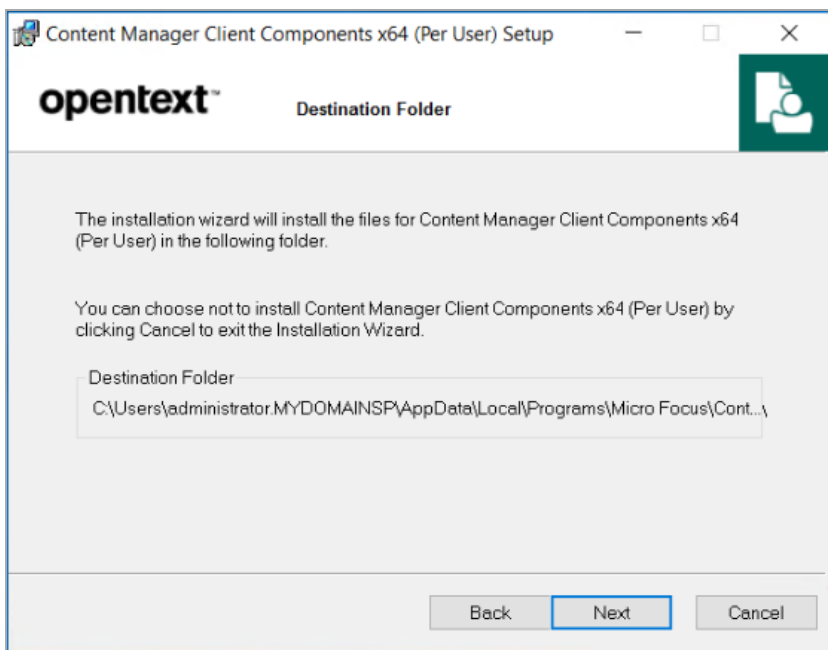 Content Manager Client Components x64 (Per User) Setup
opentext™
Destination Folder
The installation wizard will install the files for Content Manager Client Components x64
(Per User) in the following folder.
You can choose not to install Content Manager Client Components x64 (Per User) by
clicking Cancel to exit the Installation Wizard.
Destination Folder
C:\Users\administrator.MYDOMAINSP\AppData\Local\Programs\Micro Focus\Cont...\
Back
Next
Cancel